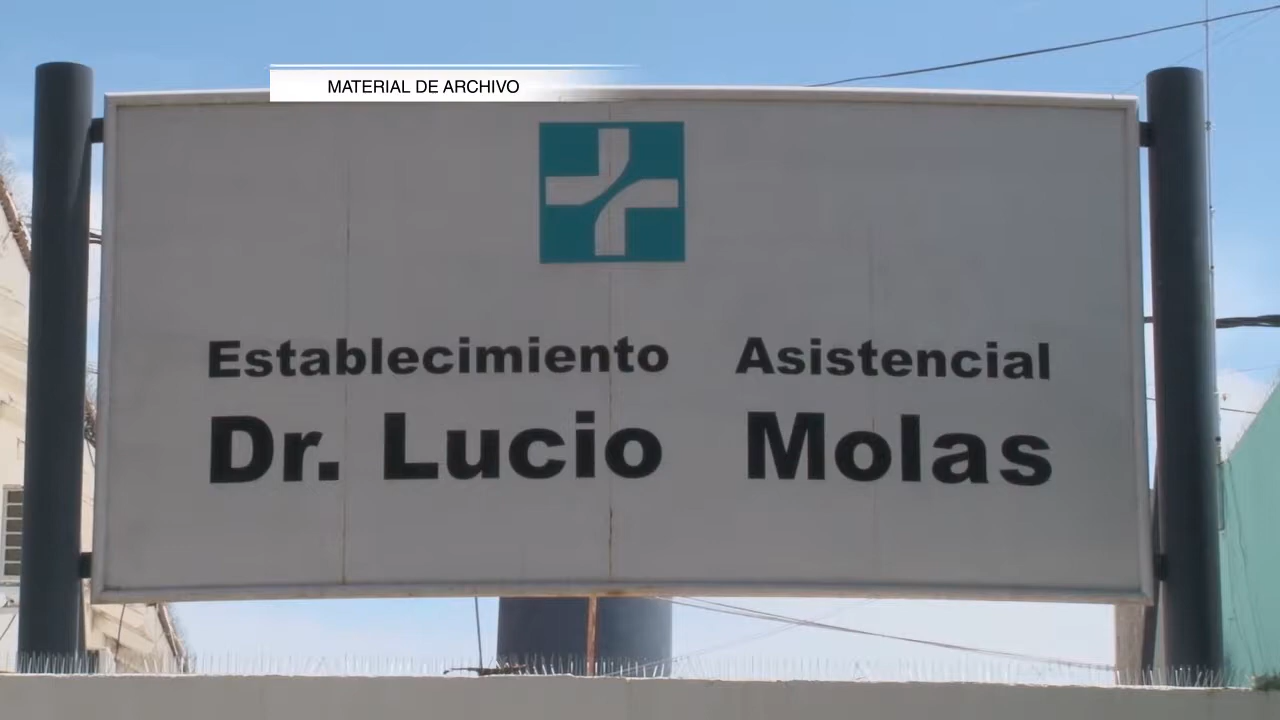 MATERIAL DE ARCHIVO
Establecimiento Asistencial
Dr. Lucio Molas